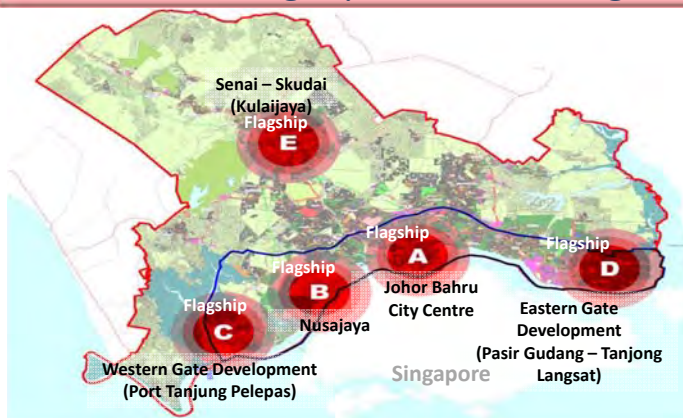 Senai – Skudai
(Kulaijaya)
Flagship
E
Flagship
A
Johor Bahru
City Centre
Flagship
B
Nusajaya
Flagship
C
Western Gate Development
(Port Tanjung Pelepas)
Flagship
D
Eastern Gate
Development
(Pasir Gudang – Tanjong
Langsat)
Singapore